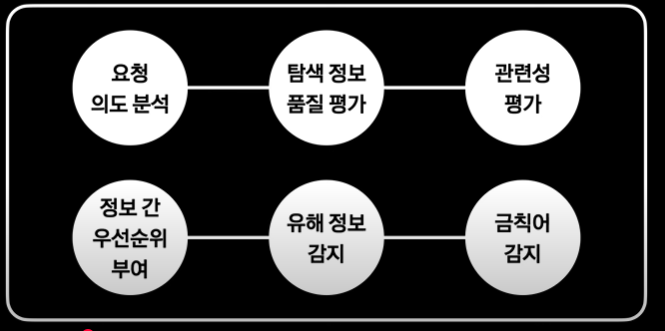 요청
의도 분석
탐색 정보
품질 평가
관련성
평가
정보 간
우선순위
부여
유해 정보
감지
금칙어
감지